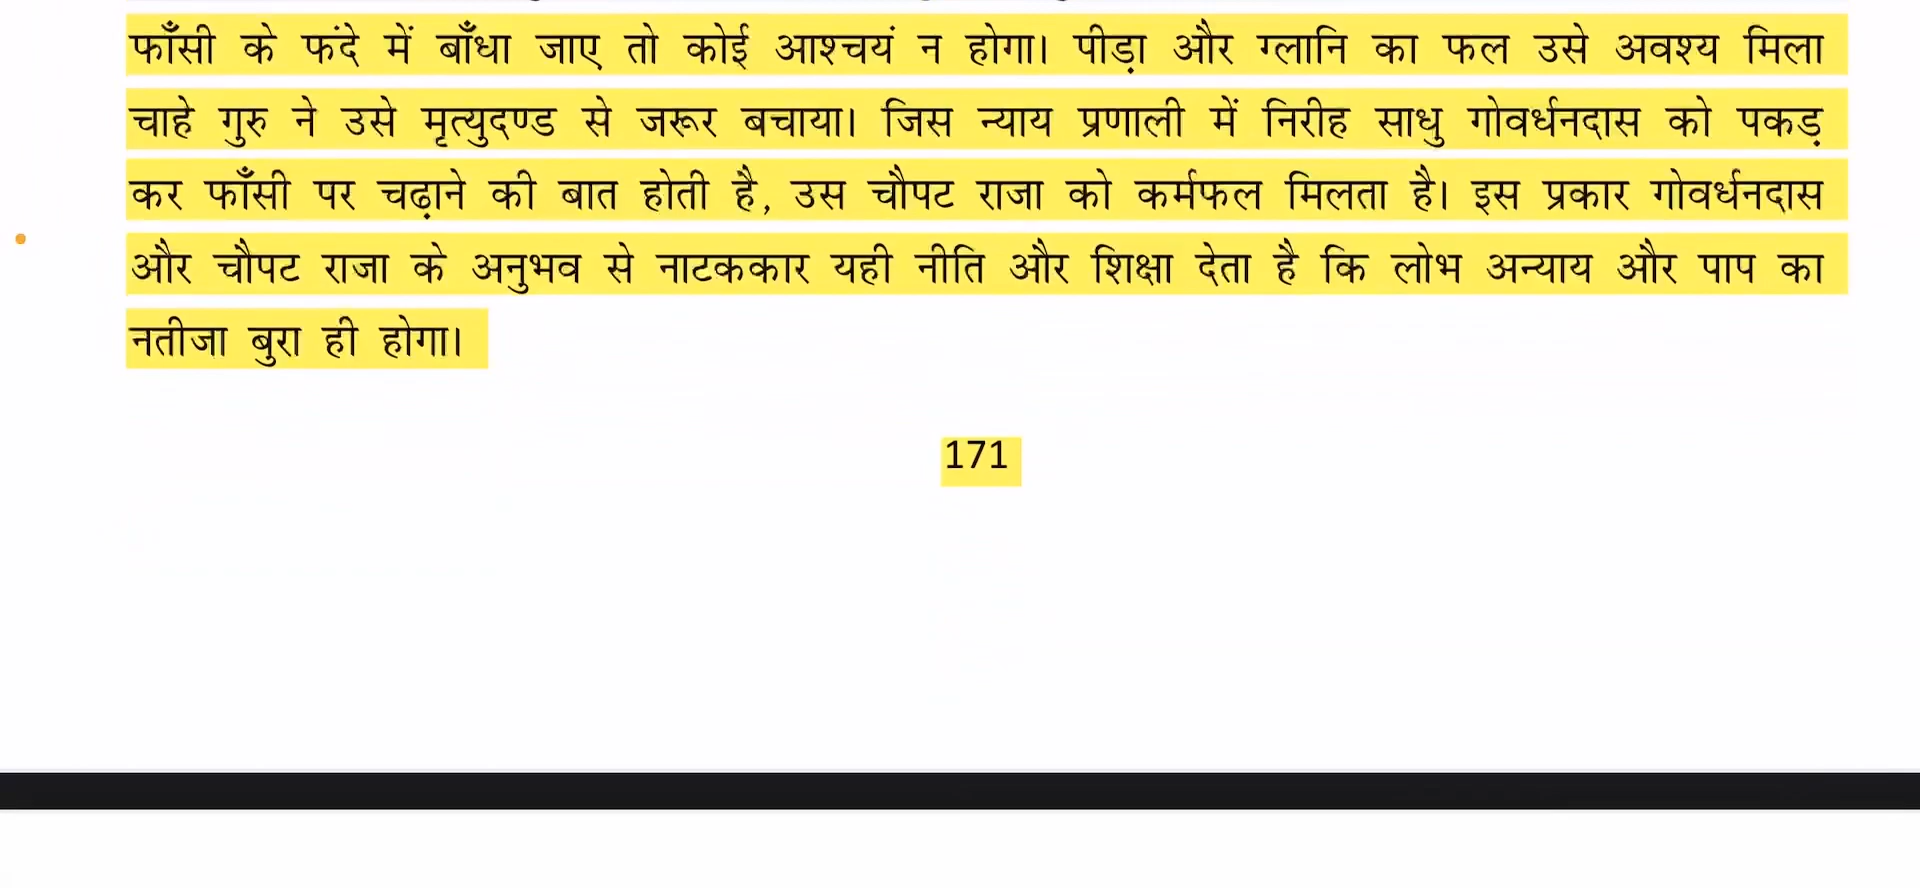 फाँसी के फंदे में बाँधा जाए तो कोई आश्चयं न होगा। पीड़ा और ग्लानि का फल उसे अवश्य मिला
चाहे गुरु ने उसे मृत्युदण्ड से जरूर बचाया। जिस न्याय प्रणाली में निरीह साधु गोवर्धनदास को पकड़
कर फाँसी पर चढ़ाने की बात होती है, उस चौपट राजा को कर्मफल मिलता है। इस प्रकार गोवर्धनदास
और चौपट राजा के अनुभव से नाटककार यही नीति और शिक्षा देता है कि लोभ अन्याय और पाप का
नतीजा बुरा ही होगा।
171